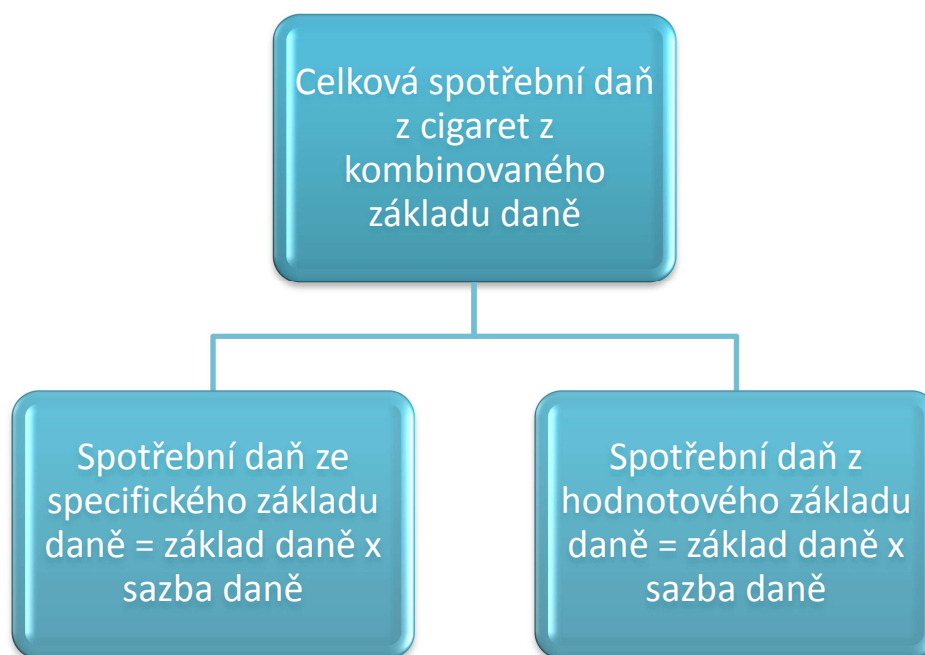 Celková spotřební daň
z cigaret z
kombinovaného
základu daně
Spotřební daň ze
specifického základu
daně = základ daně x
sazba daně
Spotřební daň z
hodnotového základu
daně = základ daně x
sazba daně